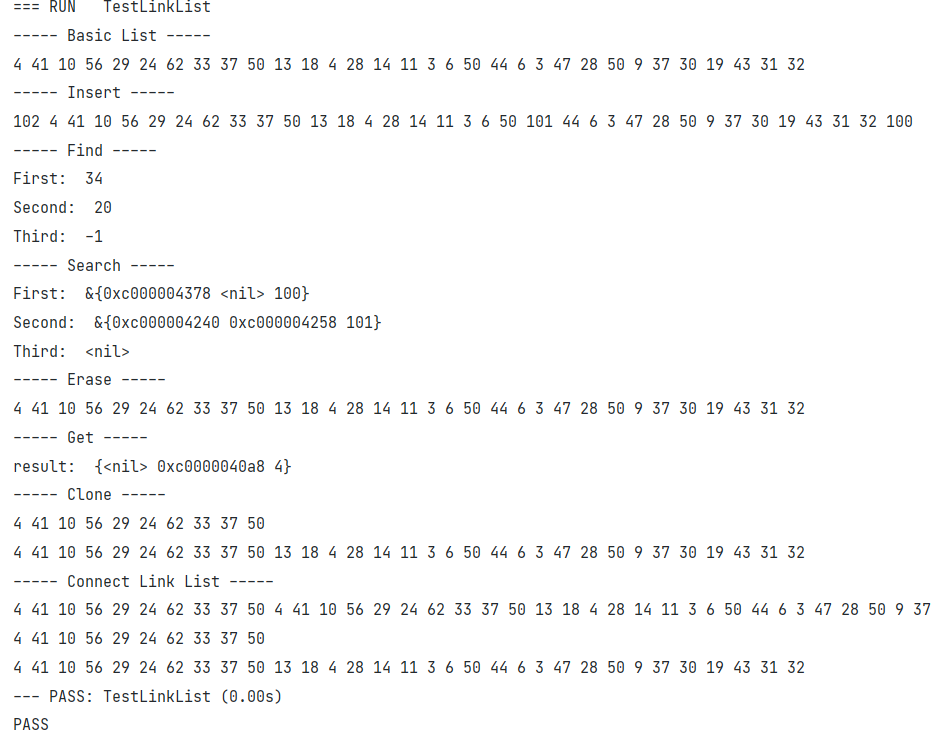 === RUN   TestLinkList
----- Basic List -----
4 41 10 56 29 24 62 33 37 50 13 18 4 28 14 11 3 6 50 44 6 3 47 28 50 9 37 30 19 43 31 32
----- Insert -----
102 4 41 10 56 29 24 62 33 37 50 13 18 4 28 14 11 3 6 50 101 44 6 3 47 28 50 9 37 30 19 43 31 32 100
----- Find -----
First:  34
Second:  20
Third:  -1
----- Search -----
First:  &{0xc000004378 <nil> 100}
Second:  &{0xc000004240 0xc000004258 101}
Third:  <nil>
----- Erase -----
4 41 10 56 29 24 62 33 37 50 13 18 4 28 14 11 3 6 50 44 6 3 47 28 50 9 37 30 19 43 31 32
----- Get -----
result:  {<nil> 0xc0000040a8 4}
----- Clone -----
4 41 10 56 29 24 62 33 37 50
4 41 10 56 29 24 62 33 37 50 13 18 4 28 14 11 3 6 50 44 6 3 47 28 50 9 37 30 19 43 31 32
----- Connect Link List -----
4 41 10 56 29 24 62 33 37 50 4 41 10 56 29 24 62 33 37 50 13 18 4 28 14 11 3 6 50 44 6 3 47 28 50 9 37
4 41 10 56 29 24 62 33 37 50
4 41 10 56 29 24 62 33 37 50 13 18 4 28 14 11 3 6 50 44 6 3 47 28 50 9 37 30 19 43 31 32
--- PASS: TestLinkList (0.00s)
PASS